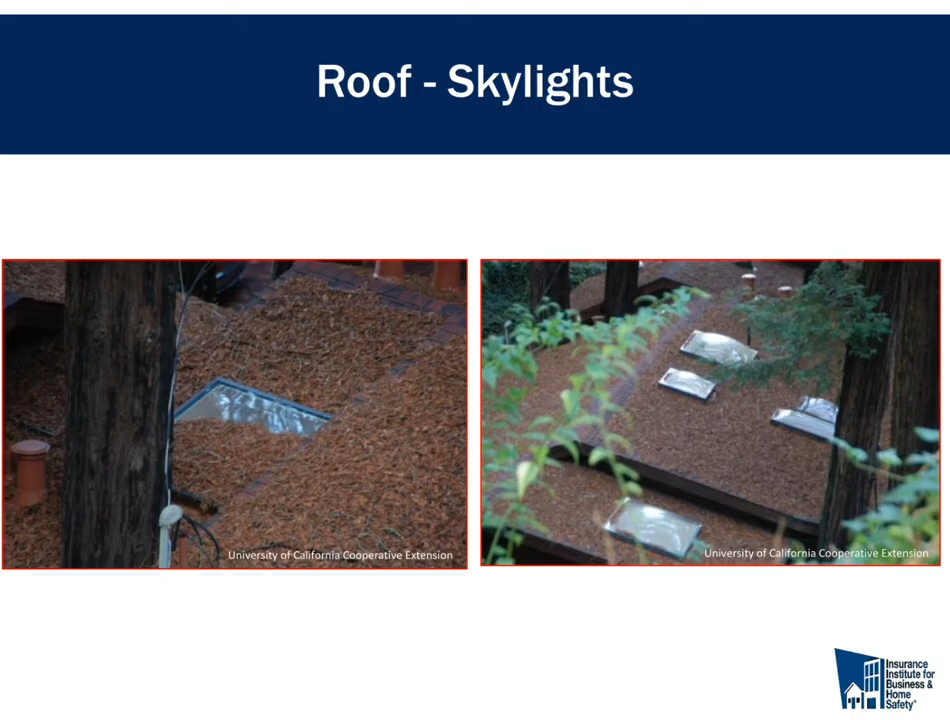 Roof - Skylights
University of California Cooperative Extension
University of California Cooperative Extension
Insurance
Institute for
Business &
Home
Safety®